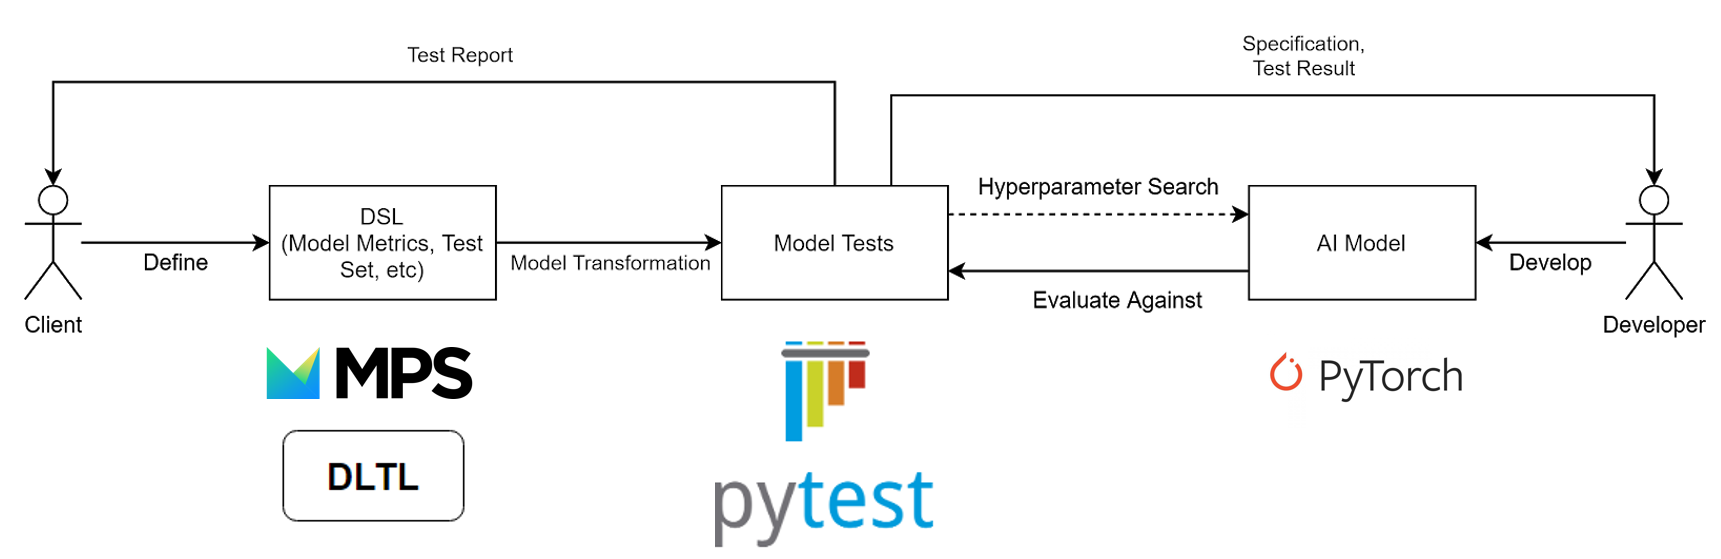 Test Report
Specification,
Test Result
Hyperparameter Search
DSL
(Model Metrics, Test
Set, etc)
Model Tests
AI Model
Define
Model Transformation
Evaluate Against
Develop
Client
Developer
MPS
PyTorch
DLTL
pytest